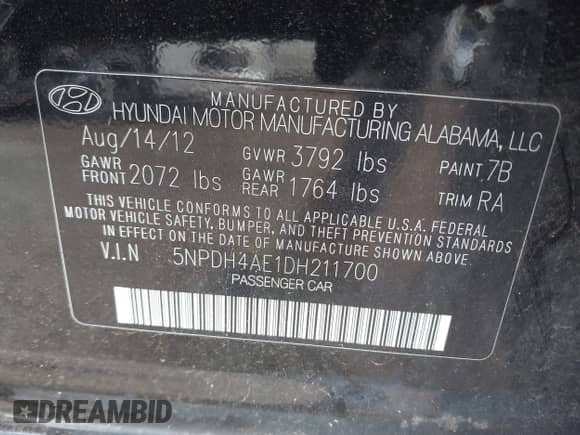 MANUFACTURED BY
HYUNDAI MOTOR MANUFACTURING ALABAMA, LLC
Aug/14/12 GVWR 3792 lbs PAINT 7B
GAWR FRONT 2072 lbs GAWR REAR 1764 lbs TRIM RA
THIS VEHICLE CONFORMS TO ALL APPLICABLE U.S.A. FEDERAL
MOTOR VEHICLE SAFETY, BUMPER, AND THEFT PREVENTION STANDARDS
IN EFFECT ON THE DATE OF MANUFACTURE SHOWN ABOVE.
V.I.N 5NPDH4AE1DH211700
PASSENGER CAR
DREAMBID